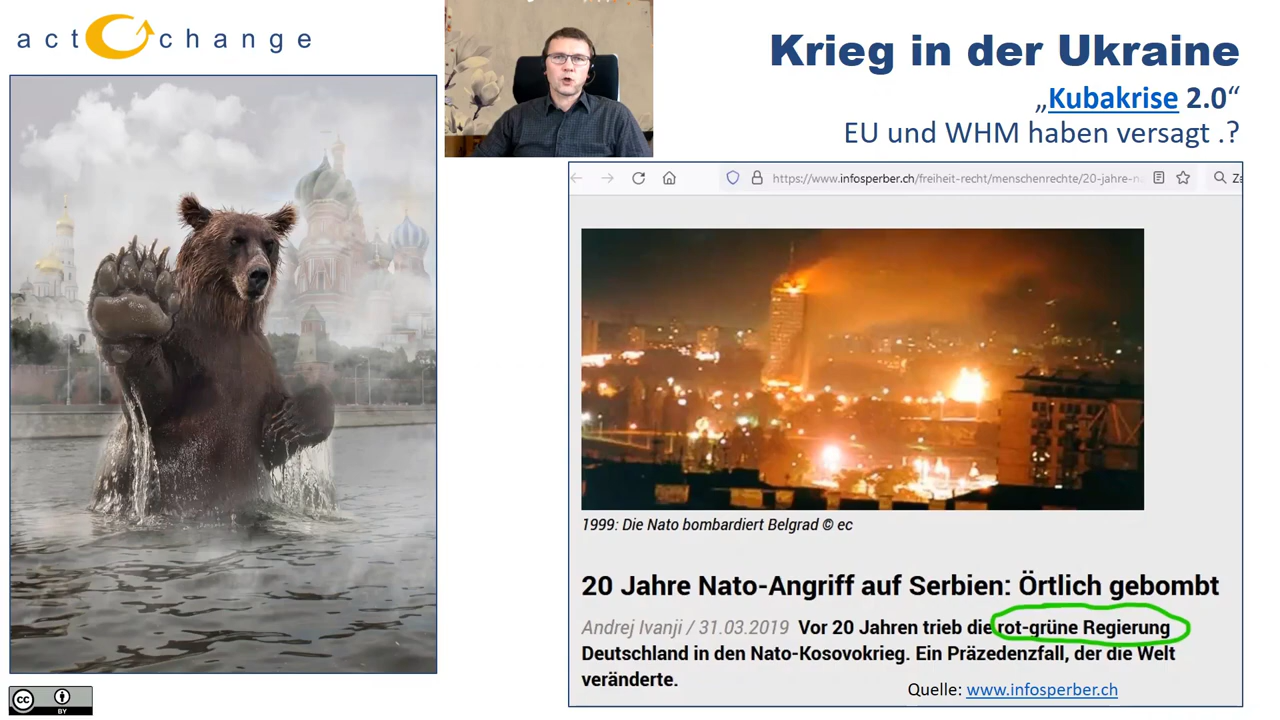 act change
Krieg in der Ukraine
„Kubakrise 2.0“
EU und WHM haben versagt .?
https://www.infosperber.ch/freiheit-recht/menschenrechte/20-jahre-n
1999: Die Nato bombardiert Belgrad © ec
20 Jahre Nato-Angriff auf Serbien: Örtlich gebombt
Andrej Ivanji / 31.03.2019 Vor 20 Jahren trieb die rot-grüne Regierung
Deutschland in den Nato-Kosovokrieg. Ein Präzedenzfall, der die Welt
veränderte.
Quelle: www.infosperber.ch
cc
BY